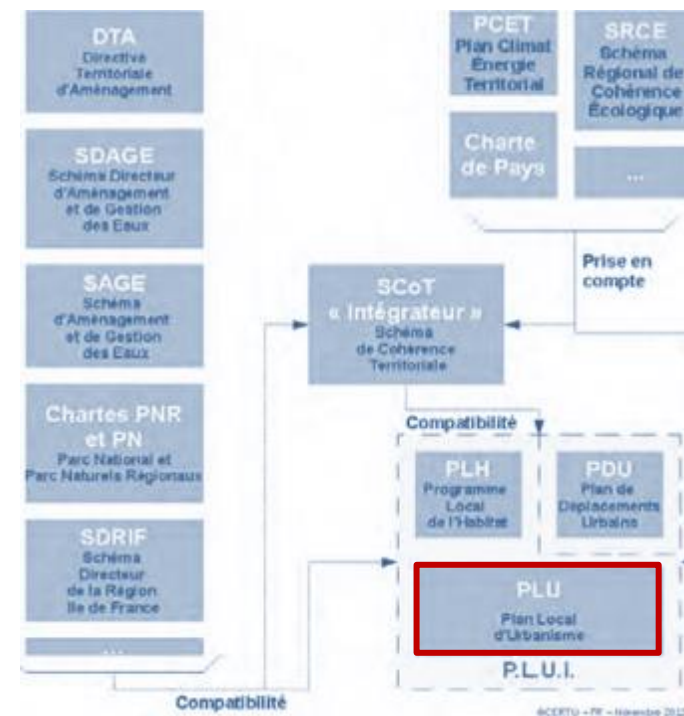 DTA
Directive
Territoriale
d'Aménagement
SDAGE
Schéma Directeur
d'Aménagement
et de Gestion
des Eaux
SAGE
Schéma
d'Aménagement
et de Gestion
des Eaux
Chartes PNR
et PN
Parc National et
Parc Naturels Régionaux
SDRIF
Schéma
Directeur
de la Région
Ile de France
...
Compatibilité
PCET
Plan Climat
Énergie
Territorial
Charte
de Pays
SRCE
Schéma
Régional de
Cohérence
Écologique
...
Prise en
compte
SCoT
« Intégrateur »
Schéma
de Cohérence
Territoriale
Compatibilité
PLH
Programme
Local
de l'Habitat
PDU
Plan de
Déplacements
Urbains
PLU
Plan Local
d'Urbanisme
P.L.U.I.
©CERTU - FR - Novembre